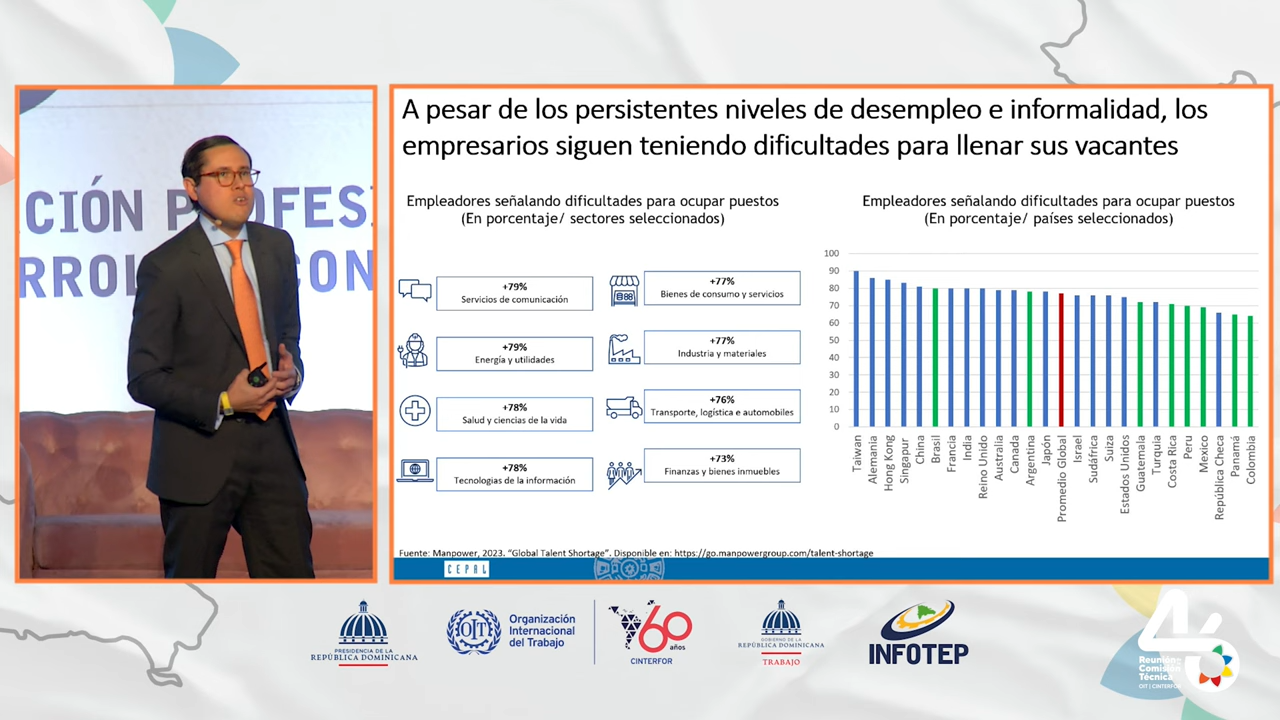 CIÓN PROFESI
RROL
CON
A pesar de los persistentes niveles de desempleo e informalidad, los
empresarios siguen teniendo dificultades para llenar sus vacantes
Empleadores señalando dificultades para ocupar puestos
(En porcentaje/ sectores seleccionados)
+79%
Servicios de comunicación
+77%
Bienes de consumo y servicios
+79%
Energía y utilidades
+77%
Industria y materiales
+78%
Salud y ciencias de la vida
+76%
Transporte, logística e automobiles
+78%
Tecnologias de la información
+73%
Finanzas y bienes inmuebles
Empleadores señalando dificultades para ocupar puestos
(En porcentaje/ países seleccionados)
100
90
80
70
60
50
40
30
20
10
0
Taiwan
Alemania
Hong Kong
Singapur
China
Brasil
Francia
India
Reino Unido
Australia
Canada
Argentina
Japón
Promedio Global
Israel
Sudáfrica
Suiza
Estados Unidos
Guatemala
Turquia
Costa Rica
Peru
Mexico
República Checa
Panamá
Colombia
Fuente: Manpower, 2023. “Global Talent Shortage”. Disponible en: https://go.manpowergroup.com/talent-shortage
CEPAL
PRESIDENCIA DE LA
REPÚBLICA DOMINICANA
OIT
Organización
Internacional
del Trabajo
60
años
CINTERFOR
GOBIERNO DE LA
REPÚBLICA DOMINICANA
TRABAJO
INFOTEP
46
Reunión
Comisión
Técnica
OIT | CINTERFOR